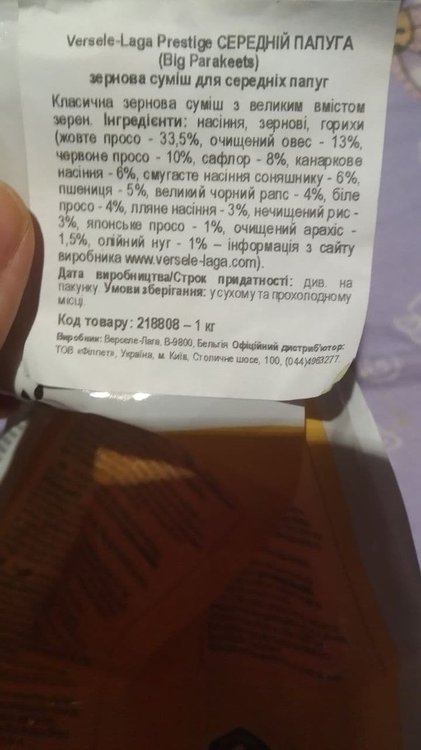 Versele-Laga Prestige СЕРЕДНІЙ ПАПУГА
(Big Parakeets)
зернова суміш для середніх папуг
Класична зернова суміш з великим вмістом
зерен. Інгредієнти: насіння, зернові, горіхи
(жовте просо - 33,5%, очищений овес - 13%,
червоне просо - 10%, сафлор - 8%, канаркове
насіння - 6%, смугасте насіння соняшнику - 6%,
пшениця - 5%, великий чорний рапс - 4%, біле
просо - 4%, лляне насіння - 3%, нечищений рис -
3%, японське просо - 1%, очищений арахіс -
1,5%, олійний нуг - 1% – інформація з сайту
виробника www.versele-laga.com).
Дата виробництва/Строк придатності: див. на
пакунку. Умови зберігання: у сухому та прохолодному
місці.
Код товару: 218808 – 1 кг
Виробник: Верселе-Лага, В-9800, Бельгія Офіційний дистриб'ютор:
ТОВ «Філлет», Україна, м. Київ, Столичне шосе, 100, (044)4963277.